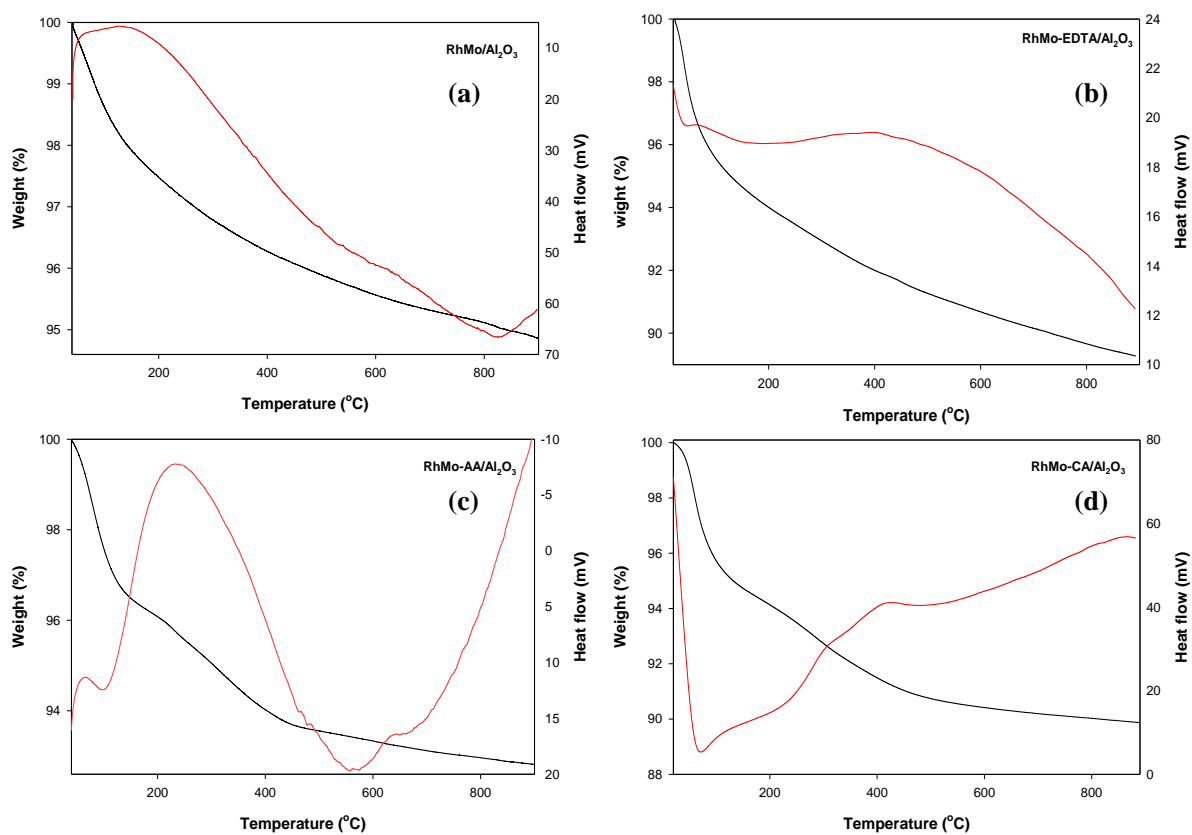 RhMo/Al₂O₃
(a)
100
99
98
97
96
95
Weight (%)
10
20
30
40
50
60
70
Heat flow (mV)
200 400 600 800
Temperature (°C)
RhMo-EDTA/Al₂O₃
(b)
100
98
96
94
92
90
wight (%)
24
22
20
18
16
14
12
10
Heat flow (mV)
200 400 600 800
Temperature (°C)
RhMo-AA/Al₂O₃
(c)
100
98
96
94
Weight (%)
-10
-5
0
5
10
15
20
Heat flow (mV)
200 400 600 800
Temperature (°C)
RhMo-CA/Al₂O₃
(d)
100
98
96
94
92
90
88
Weight (%)
80
60
40
20
0
Heat flow (mV)
200 400 600 800
Temperature (°C)